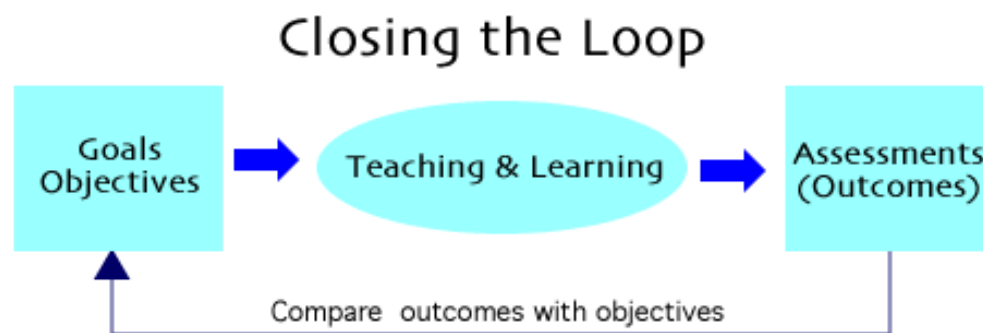 Closing the Loop
Goals
Objectives
Teaching & Learning
Assessments
(Outcomes)
Compare outcomes with objectives